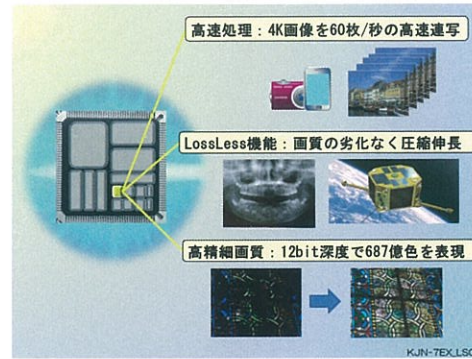 高速処理：4K画像を60枚/秒の高速連写
LossLess機能：画質の劣化なく圧縮伸長
高精細画質：12bit深度で687億色を表現